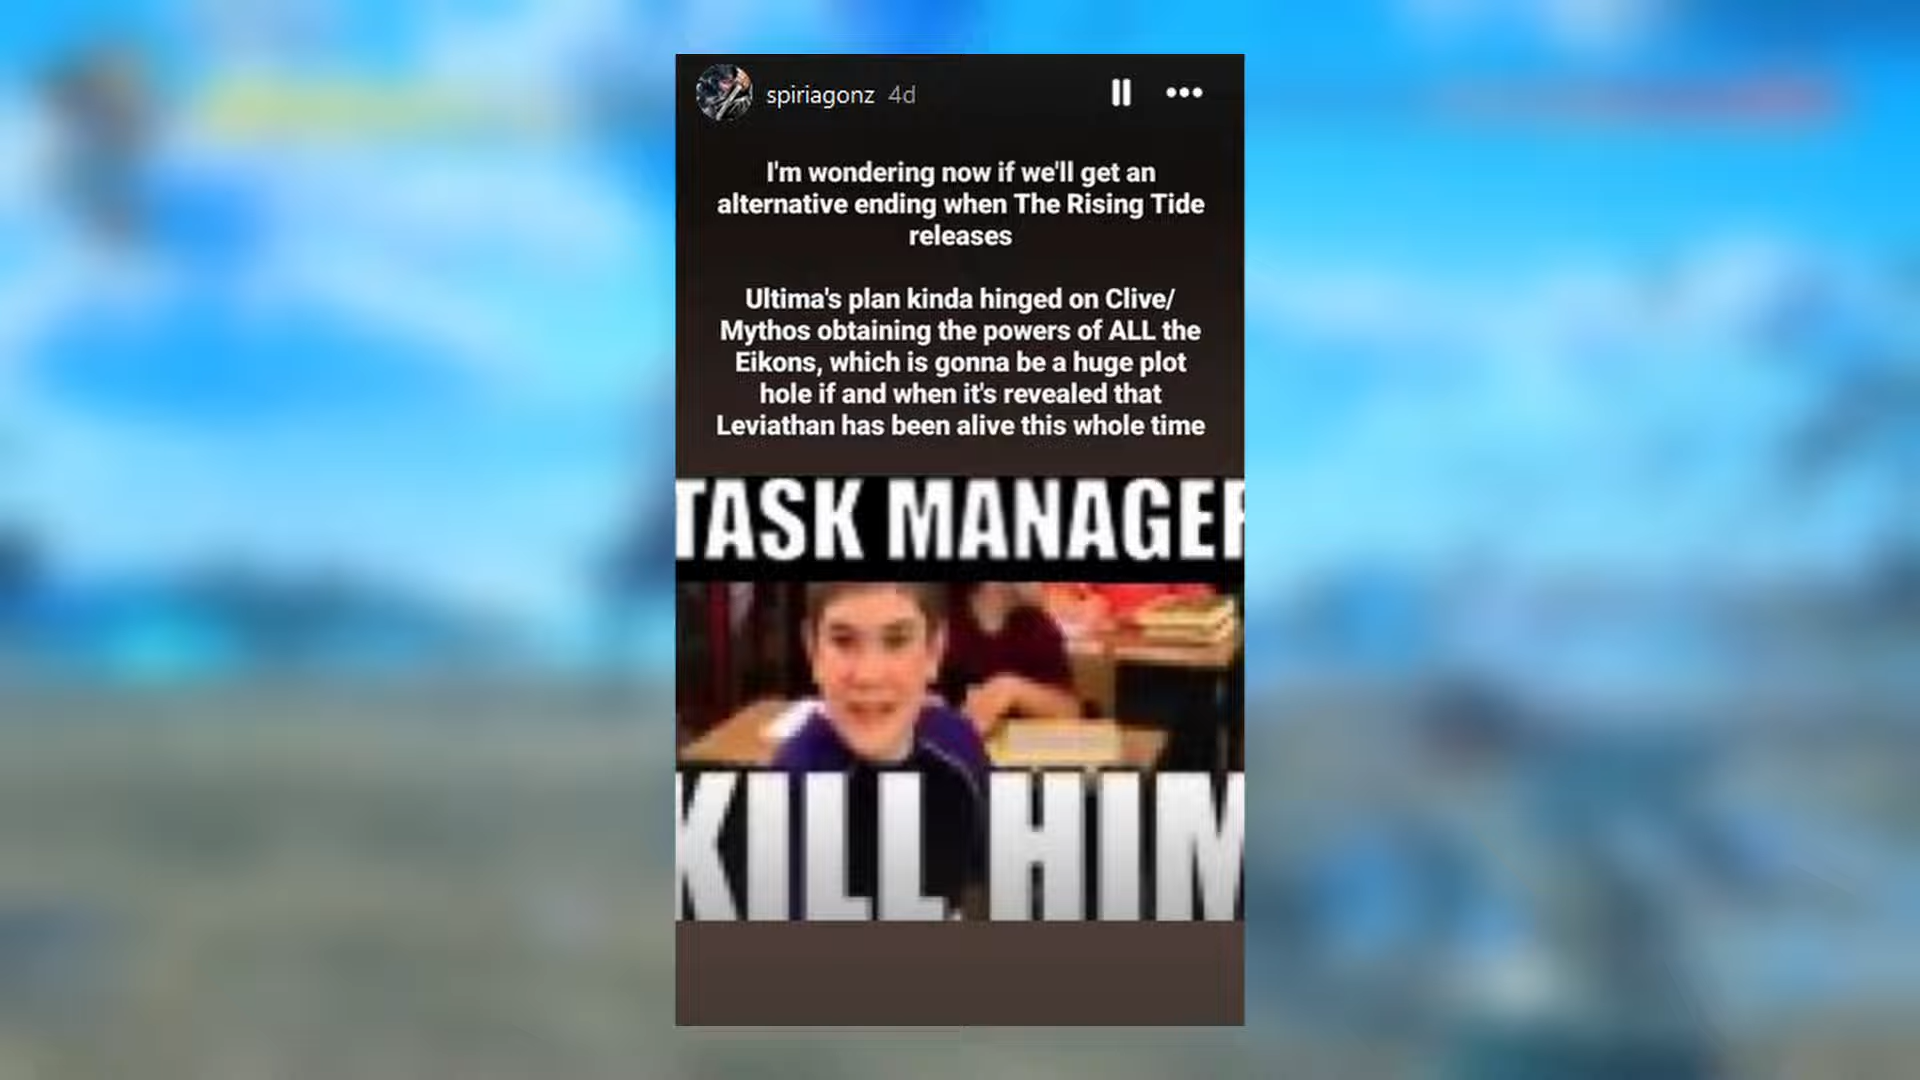 spiriagonz 4d
I'm wondering now if we'll get an
alternative ending when The Rising Tide
releases
Ultima's plan kinda hinged on Clive/
Mythos obtaining the powers of ALL the
Eikons, which is gonna be a huge plot
hole if and when it's revealed that
Leviathan has been alive this whole time
TASK MANAGER
KILL HIM